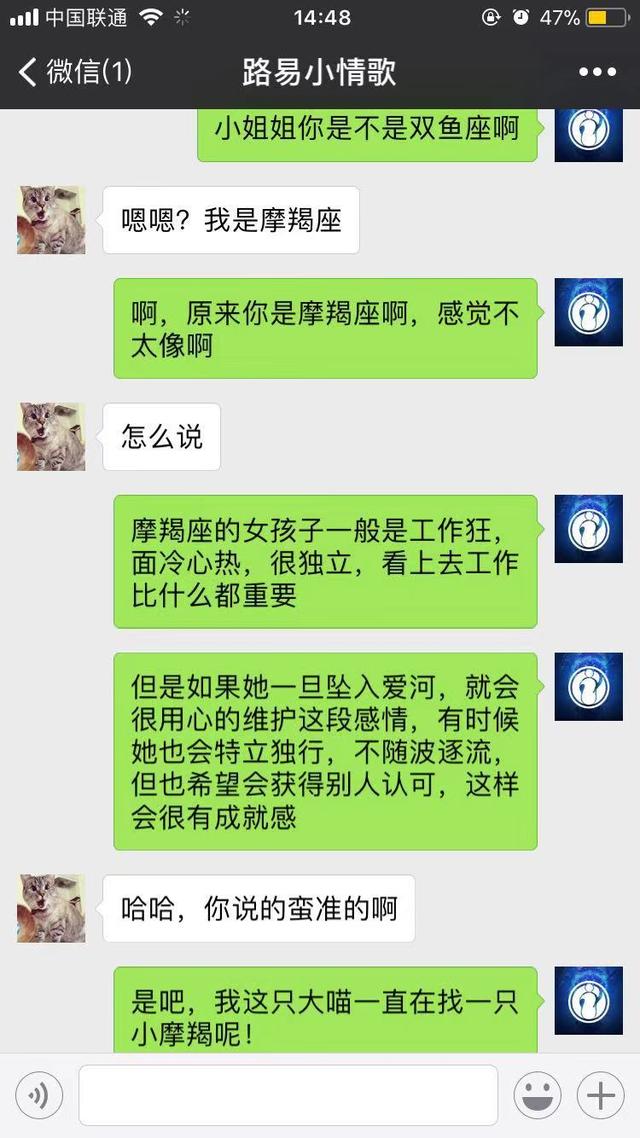 中国联通
14:48
47%
微信(1)
路易小情歌
小姐姐你是不是双鱼座啊
嗯嗯？我是摩羯座
啊，原来你是摩羯座啊，感觉不
太像啊
怎么说
摩羯座的女孩子一般是工作狂，
面冷心热，很独立，看上去工作
比什么都重要
但是如果她一旦坠入爱河，就会
很用心的维护这段感情，有时候
她也会特立独行，不随波逐流，
但也希望会获得别人认可，这样
会很有成就感
哈哈，你说的蛮准的啊
是吧，我这只大喵一直在找一只
小摩羯呢！